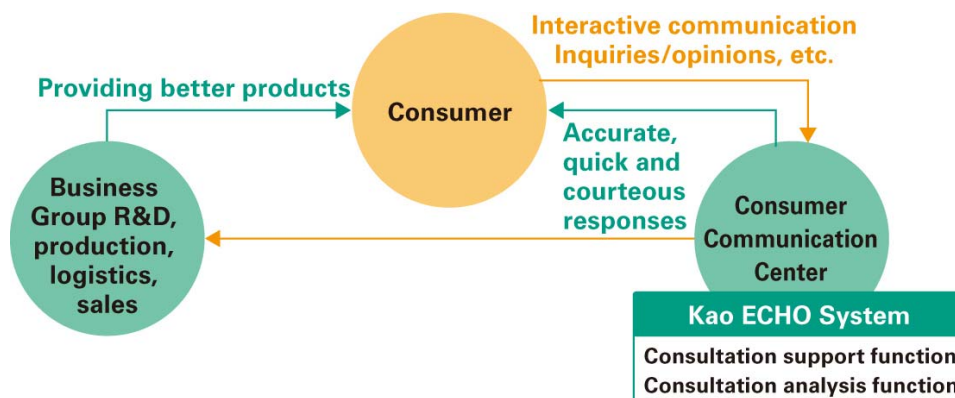 Interactive communication
Inquiries/opinions, etc.
Providing better products
Consumer
Accurate,
quick and
courteous
responses
Business
Group R&D,
production,
logistics,
sales
Consumer
Communication
Center
Kao ECHO System
Consultation support function
Consultation analysis function